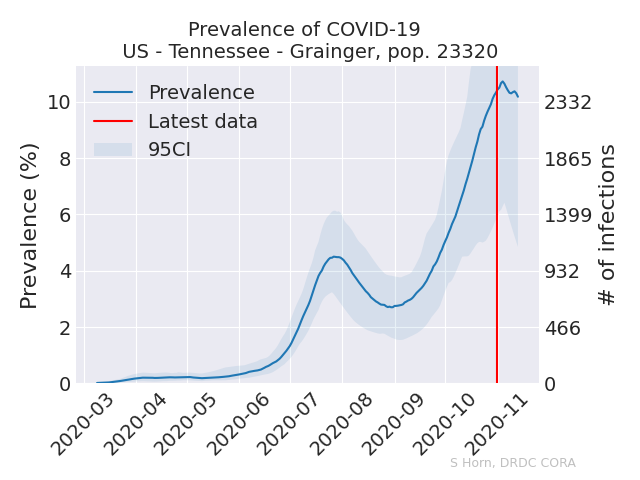 Prevalence of COVID-19
US - Tennessee - Grainger, pop. 23320
Prevalence
Latest data
95CI
Prevalence (%)
10
8
6
4
2
0
2332
1865
1399
932
466
0
# of infections
2020-03
2020-04
2020-05
2020-06
2020-07
2020-08
2020-09
2020-10
2020-11
S Horn, DRDC CORA